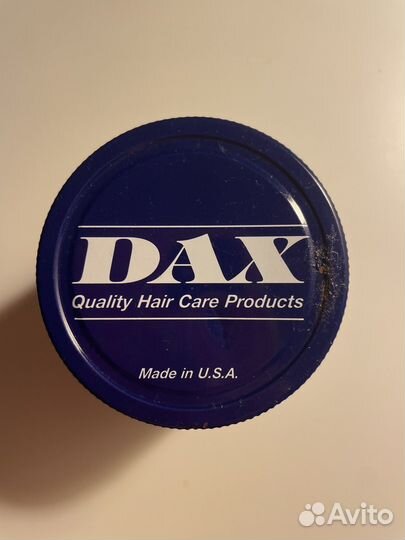 DAX
Quality Hair Care Products
Made in U.S.A.
Avito